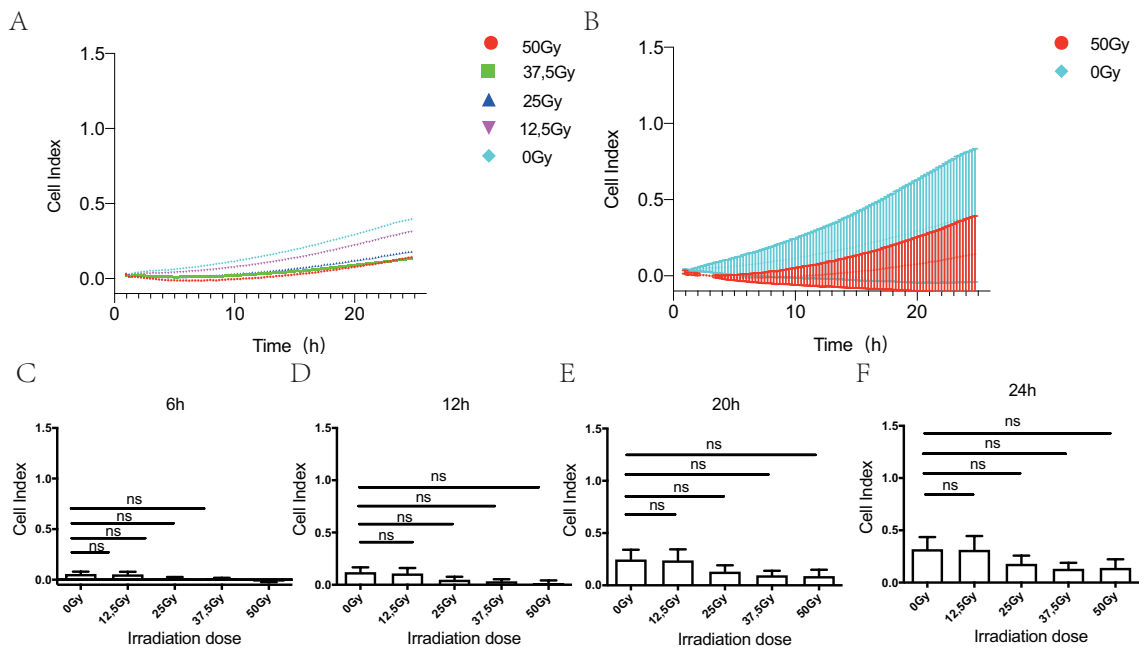 A
1.5
1.0
0.5
0.0
Cell Index
0
10
20
Time (h)
50Gy
37,5Gy
25Gy
12,5Gy
0Gy
B
1.5
1.0
0.5
0.0
Cell Index
0
10
20
Time (h)
50Gy
0Gy
C
6h
1.5
1.0
0.5
0.0
Cell Index
ns
ns
ns
ns
0Gy
12,5Gy
25Gy
37,5Gy
50Gy
Irradiation dose
D
12h
1.5
1.0
0.5
0.0
Cell Index
ns
ns
ns
ns
0Gy
12,5Gy
25Gy
37,5Gy
50Gy
Irradiation dose
E
20h
1.5
1.0
0.5
0.0
Cell Index
ns
ns
ns
ns
0Gy
12,5Gy
25Gy
37,5Gy
50Gy
Irradiation dose
F
24h
1.5
1.0
0.5
0.0
Cell Index
ns
ns
ns
ns
0Gy
12,5Gy
25Gy
37,5Gy
50Gy
Irradiation dose